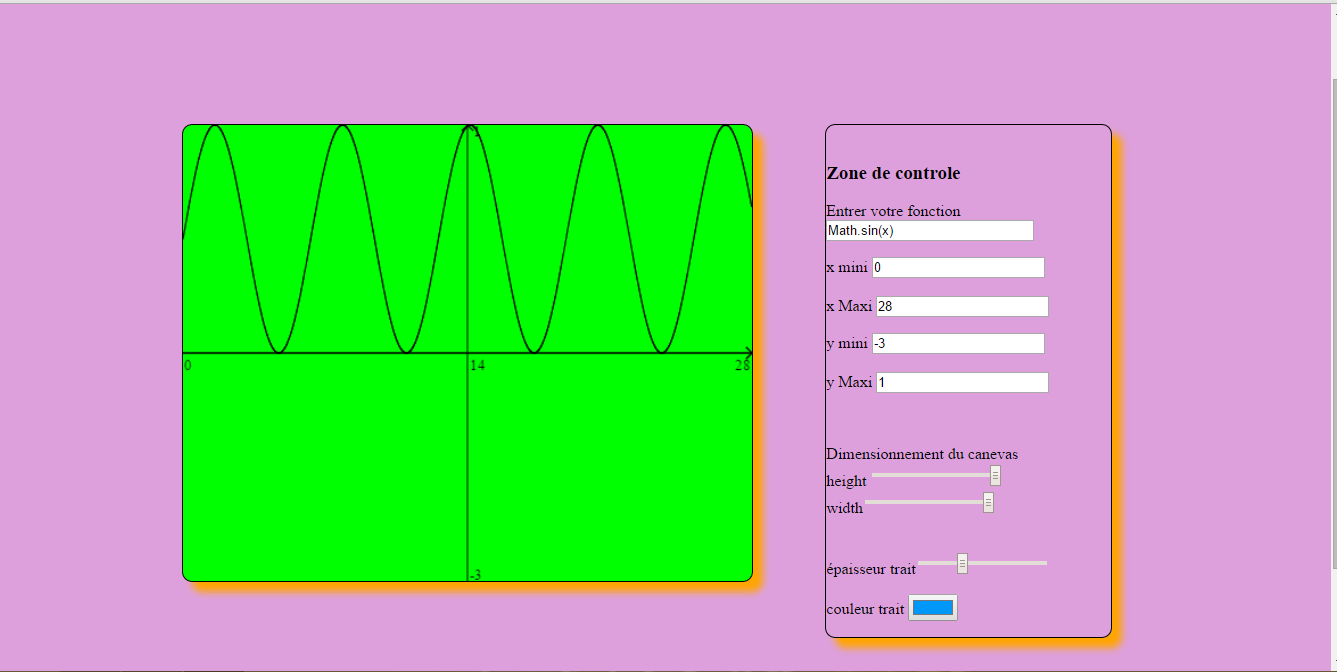 1
0
14
28
-3
Zone de controle
Entrer votre fonction
Math.sin(x)
x mini 0
x Maxi 28
y mini -3
y Maxi 1
Dimensionnement du canevas
height
width
épaisseur trait
couleur trait